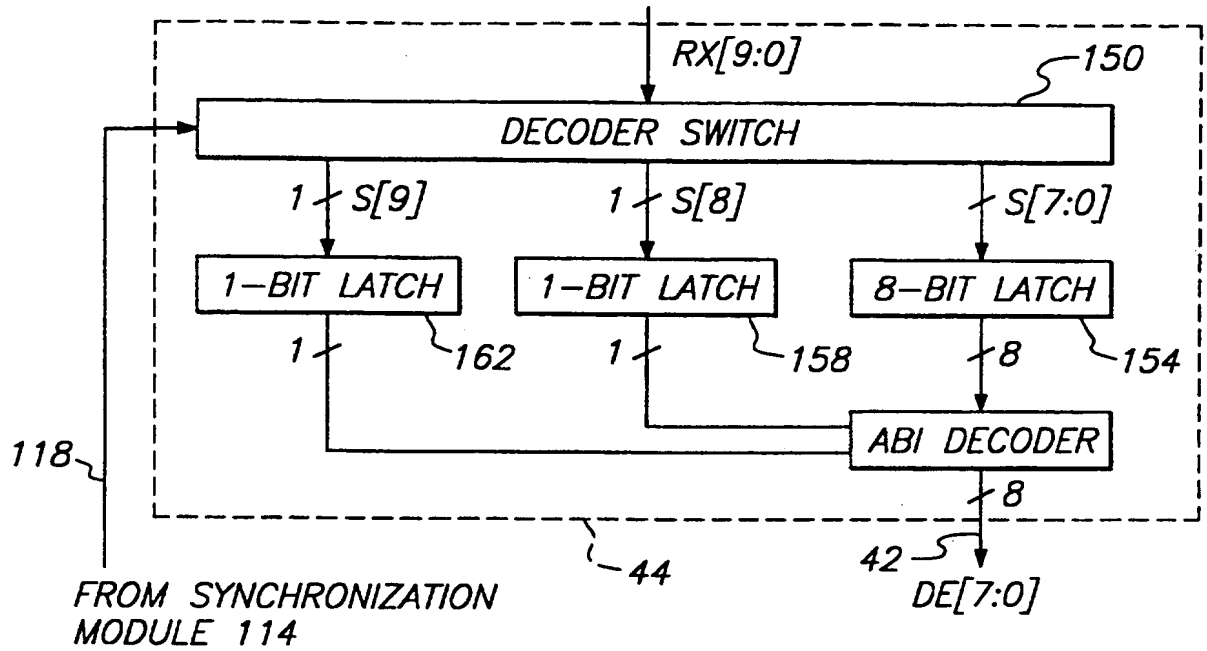 RX[9:0]
150
DECODER SWITCH
1 S[9]
1 S[8]
S[7:0]
1-BIT LATCH
1-BIT LATCH
8-BIT LATCH
1
162
1
158
8
154
118
ABI DECODER
8
44
42
DE[7:0]
FROM SYNCHRONIZATION
MODULE 114